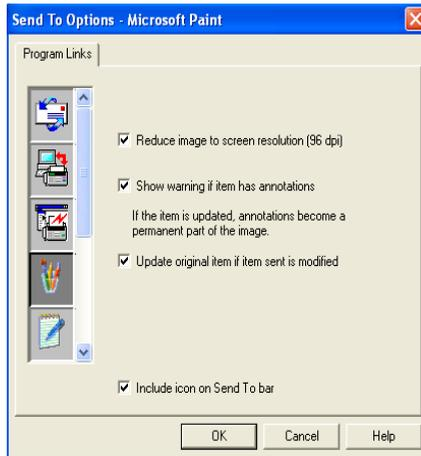 Send To Options - Microsoft Paint
Program Links
Reduce image to screen resolution (96 dpi)
Show warning if item has annotations
If the item is updated, annotations become a
permanent part of the image.
Update original item if item sent is modified
Include icon on Send To bar
OK
Cancel
Help